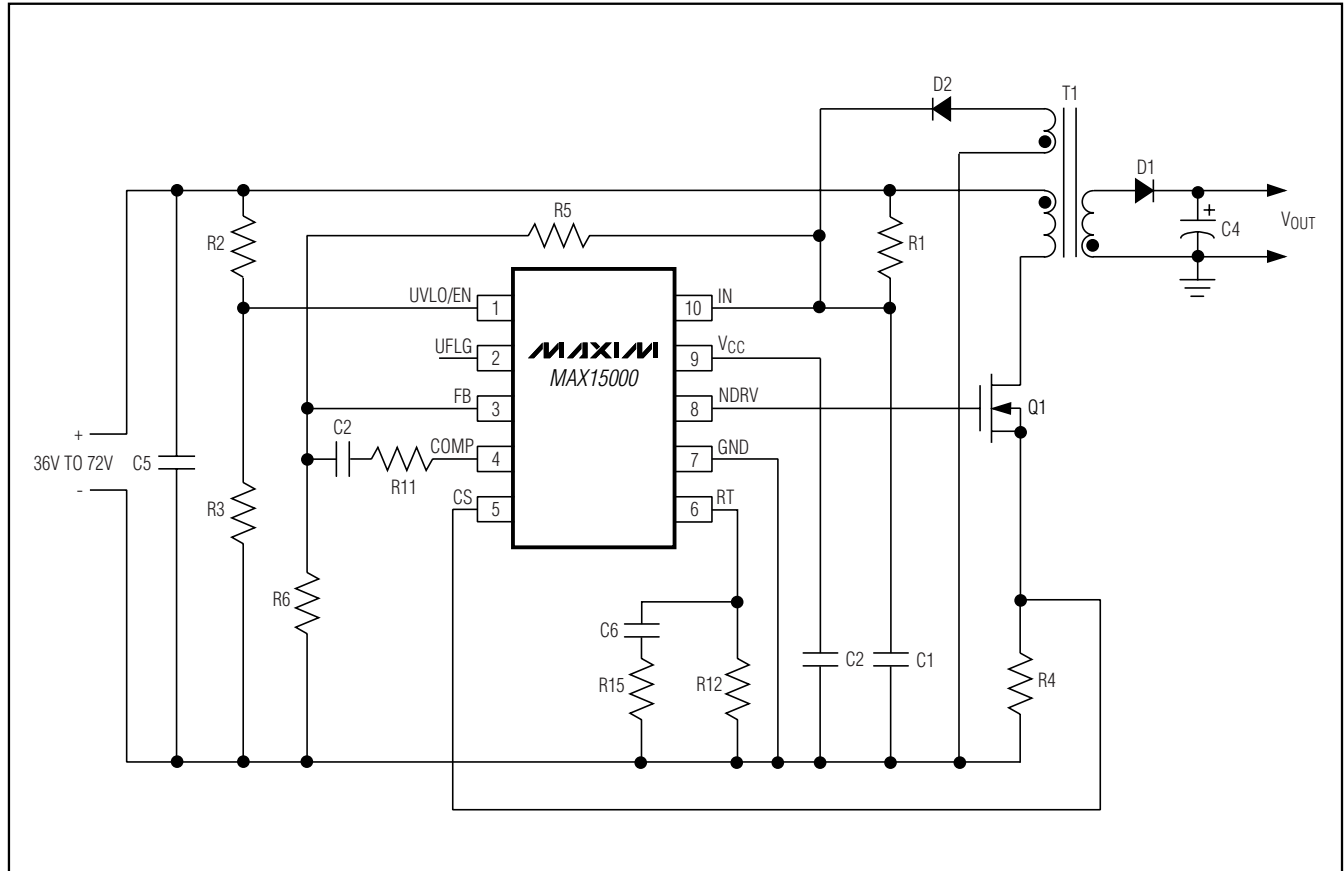 D2
T1
D1
+
C4
VOUT
R5
R2
R1
UVLO/EN
1
10
IN
UFLG
2
MAXIM
9
VCC
MAX15000
FB
3
8
NDRV
Q1
+
36V TO 72V
-
C5
C2
R11
COMP
4
7
GND
CS
5
6
RT
R3
R6
C6
R15
R12
C2
C1
R4